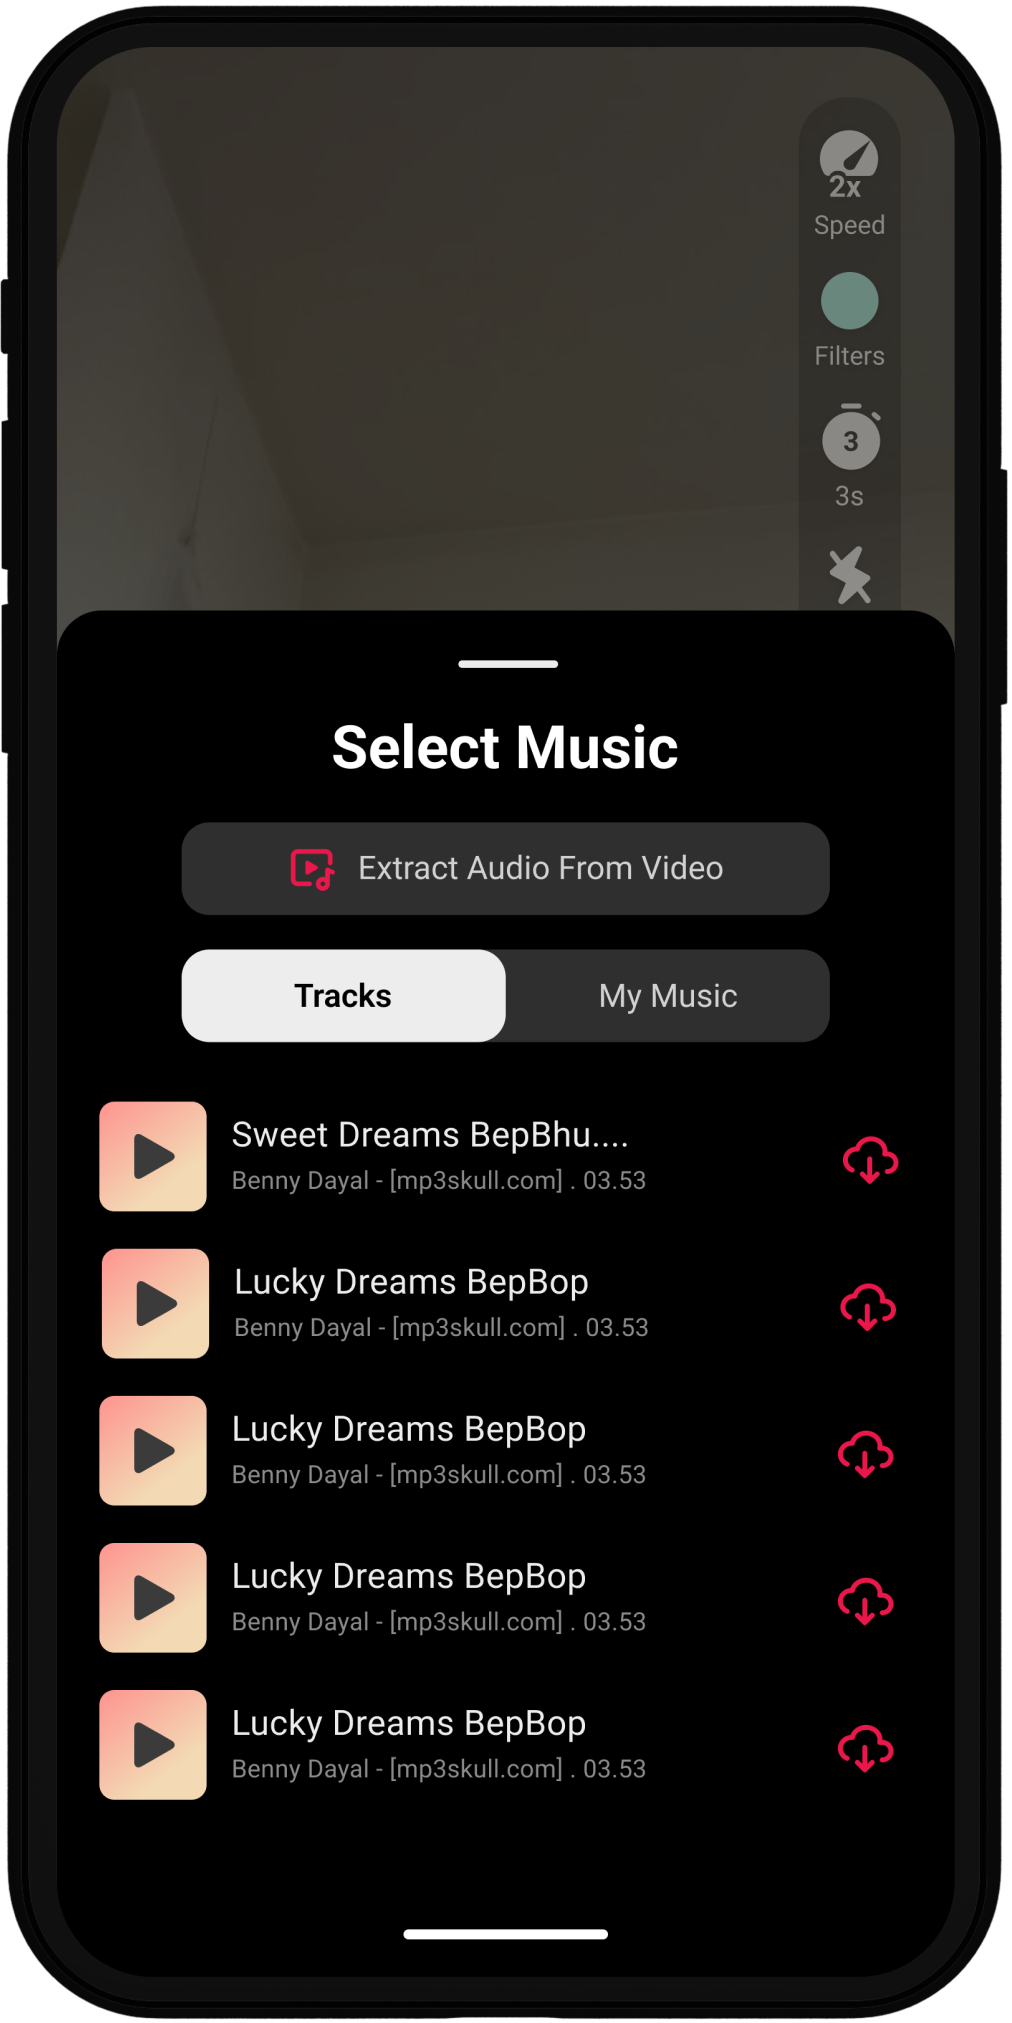 2x
Speed
Filters
3
3s
Select Music
Extract Audio From Video
Tracks
My Music
Sweet Dreams BepBhu....
Benny Dayal - [mp3skull.com] . 03.53
Lucky Dreams BepBop
Benny Dayal - [mp3skull.com] . 03.53
Lucky Dreams BepBop
Benny Dayal - [mp3skull.com] . 03.53
Lucky Dreams BepBop
Benny Dayal - [mp3skull.com] . 03.53
Lucky Dreams BepBop
Benny Dayal - [mp3skull.com] . 03.53